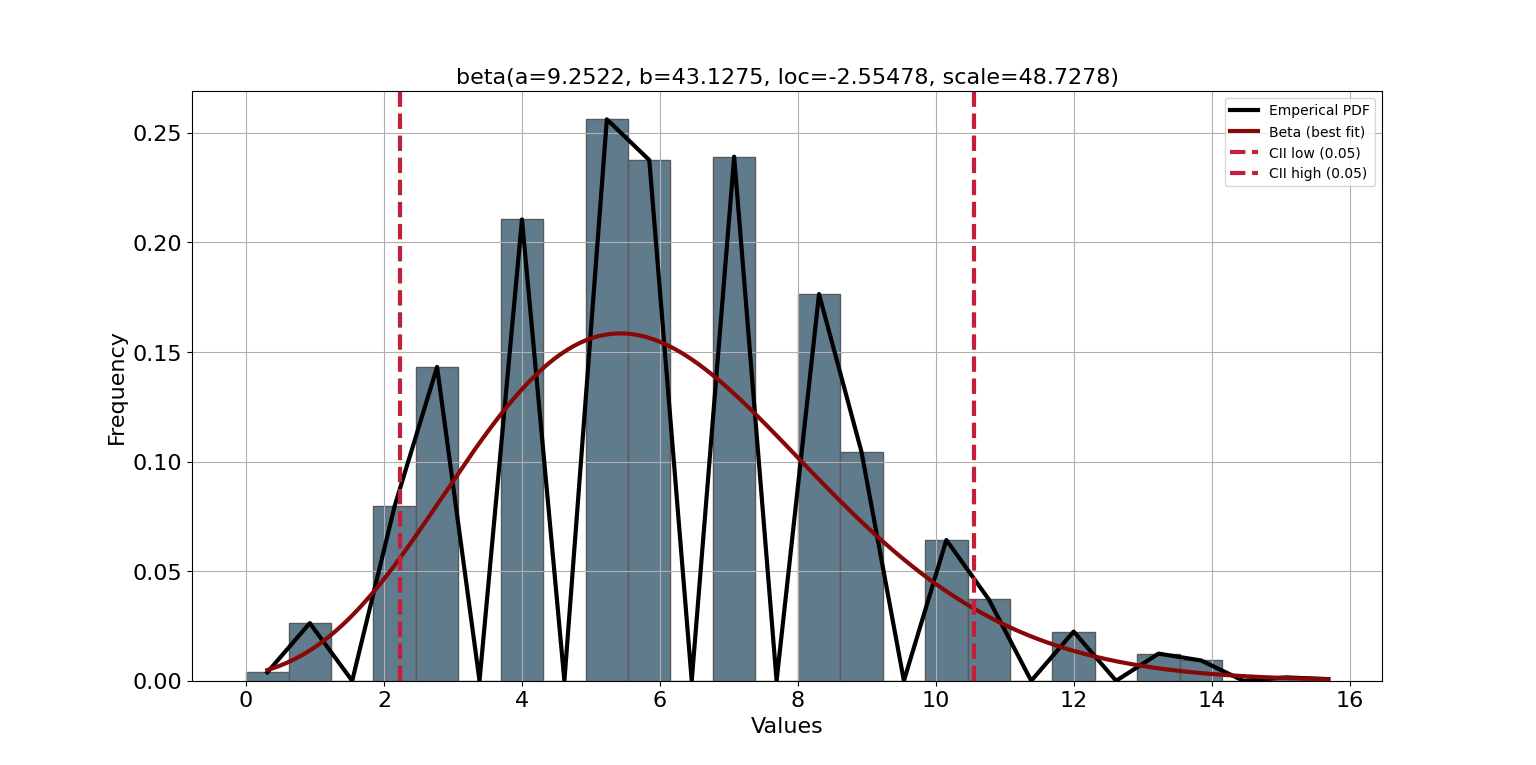 beta(a=9.2522, b=43.1275, loc=-2.55478, scale=48.7278)
Emperical PDF
Beta (best fit)
CII low (0.05)
CII high (0.05)
Frequency
0.25
0.20
0.15
0.10
0.05
0.00
0 2 4 6 8 10 12 14 16
Values